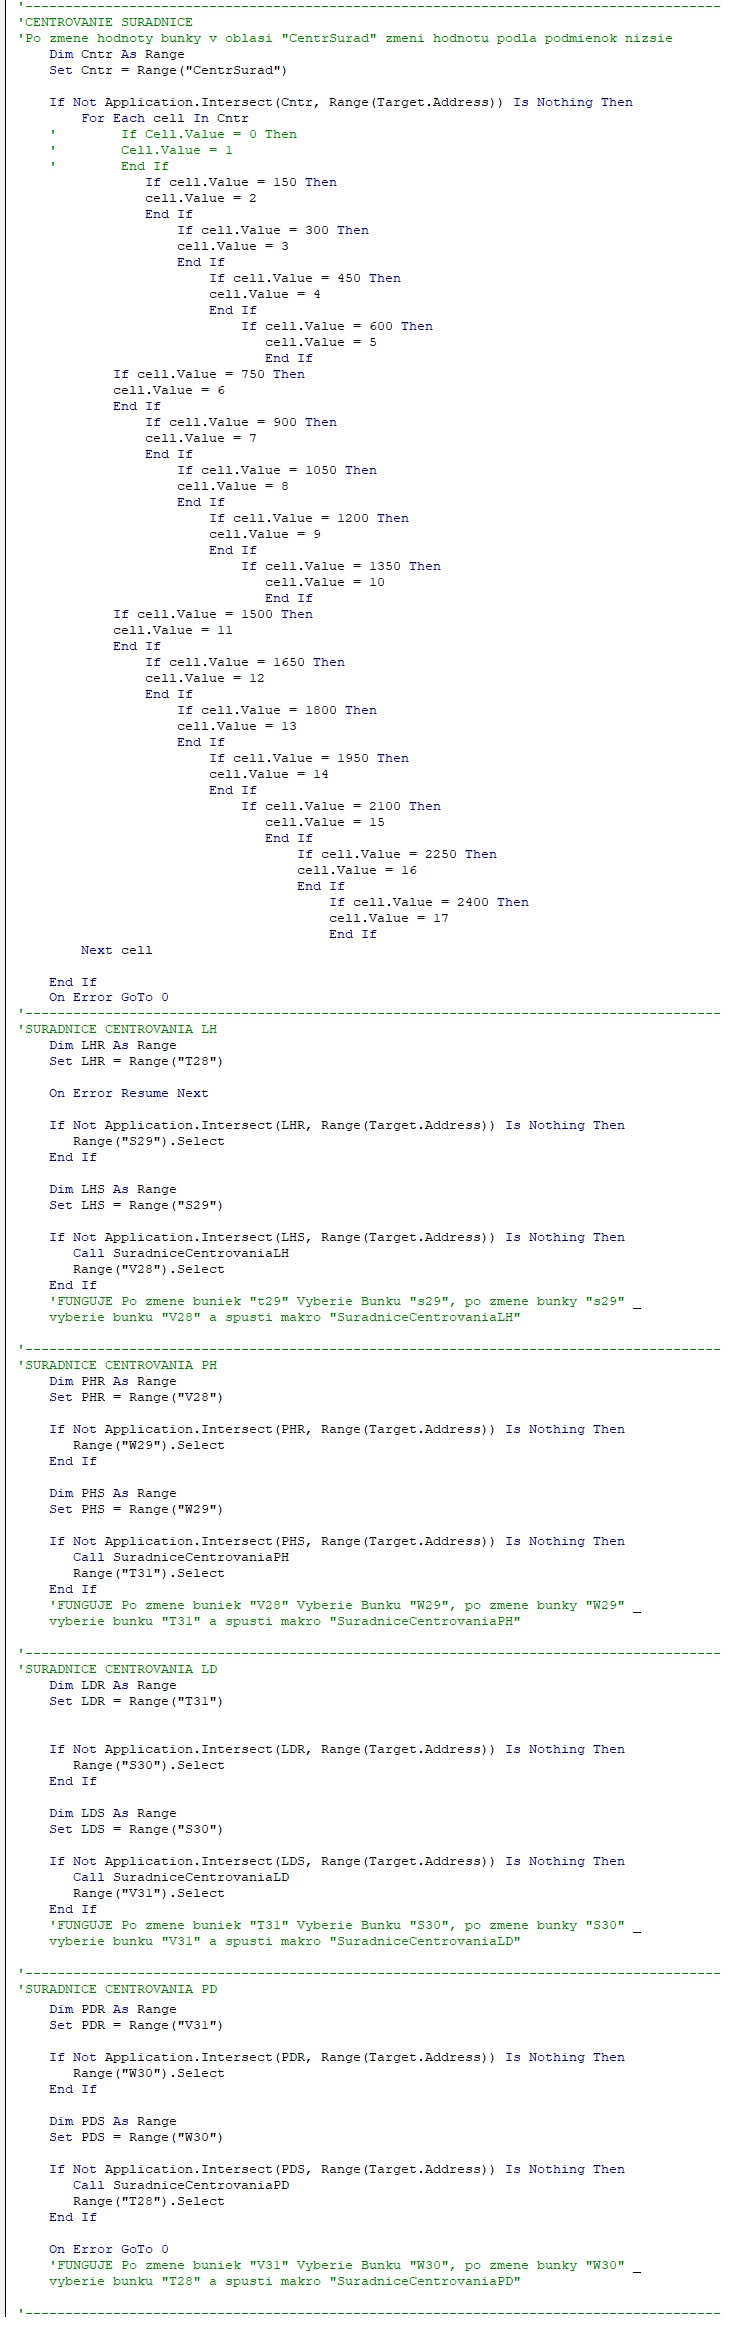 '---------------------------------------------------------------------------------------
'CENTROVANIE SURADNICE
'Po zmene hodnoty bunky v oblasi "CentrSurad" zmeni hodnotu podla podmienok nizsie
    Dim Cntr As Range
    Set Cntr = Range("CentrSurad")

    If Not Application.Intersect(Cntr, Range(Target.Address)) Is Nothing Then
        For Each cell In Cntr
    '        If Cell.Value = 0 Then
    '        Cell.Value = 1
    '        End If
                If cell.Value = 150 Then
                cell.Value = 2
                End If
                    If cell.Value = 300 Then
                    cell.Value = 3
                    End If
                        If cell.Value = 450 Then
                        cell.Value = 4
                        End If
                            If cell.Value = 600 Then
                               cell.Value = 5
                               End If
            If cell.Value = 750 Then
            cell.Value = 6
            End If
                If cell.Value = 900 Then
                cell.Value = 7
                End If
                    If cell.Value = 1050 Then
                    cell.Value = 8
                    End If
                        If cell.Value = 1200 Then
                        cell.Value = 9
                        End If
                            If cell.Value = 1350 Then
                               cell.Value = 10
                               End If
            If cell.Value = 1500 Then
            cell.Value = 11
            End If
                If cell.Value = 1650 Then
                cell.Value = 12
                End If
                    If cell.Value = 1800 Then
                    cell.Value = 13
                    End If
                        If cell.Value = 1950 Then
                        cell.Value = 14
                        End If
                            If cell.Value = 2100 Then
                               cell.Value = 15
                               End If
                                   If cell.Value = 2250 Then
                                   cell.Value = 16
                                   End If
                                       If cell.Value = 2400 Then
                                       cell.Value = 17
                                       End If
        Next cell

    End If
    On Error GoTo 0
'---------------------------------------------------------------------------------------
'SURADNICE CENTROVANIA LH
    Dim LHR As Range
    Set LHR = Range("T28")

    On Error Resume Next

    If Not Application.Intersect(LHR, Range(Target.Address)) Is Nothing Then
       Range("S29").Select
    End If

    Dim LHS As Range
    Set LHS = Range("S29")

    If Not Application.Intersect(LHS, Range(Target.Address)) Is Nothing Then
       Call SuradniceCentrovaniaLH
       Range("V28").Select
    End If
    'FUNGUJE Po zmene buniek "t29" Vyberie Bunku "s29", po zmene bunky "s29" _
    vyberie bunku "V28" a spusti makro "SuradniceCentrovaniaLH"

'---------------------------------------------------------------------------------------
'SURADNICE CENTROVANIA PH
    Dim PHR As Range
    Set PHR = Range("V28")

    If Not Application.Intersect(PHR, Range(Target.Address)) Is Nothing Then
       Range("W29").Select
    End If

    Dim PHS As Range
    Set PHS = Range("W29")

    If Not Application.Intersect(PHS, Range(Target.Address)) Is Nothing Then
       Call SuradniceCentrovaniaPH
       Range("T31").Select
    End If
    'FUNGUJE Po zmene buniek "V28" Vyberie Bunku "W29", po zmene bunky "W29" _
    vyberie bunku "T31" a spusti makro "SuradniceCentrovaniaPH"

'---------------------------------------------------------------------------------------
'SURADNICE CENTROVANIA LD
    Dim LDR As Range
    Set LDR = Range("T31")

    If Not Application.Intersect(LDR, Range(Target.Address)) Is Nothing Then
       Range("S30").Select
    End If

    Dim LDS As Range
    Set LDS = Range("S30")

    If Not Application.Intersect(LDS, Range(Target.Address)) Is Nothing Then
       Call SuradniceCentrovaniaLD
       Range("V31").Select
    End If
    'FUNGUJE Po zmene buniek "T31" Vyberie Bunku "S30", po zmene bunky "S30" _
    vyberie bunku "V31" a spusti makro "SuradniceCentrovaniaLD"

'---------------------------------------------------------------------------------------
'SURADNICE CENTROVANIA PD
    Dim PDR As Range
    Set PDR = Range("V31")

    If Not Application.Intersect(PDR, Range(Target.Address)) Is Nothing Then
       Range("W30").Select
    End If

    Dim PDS As Range
    Set PDS = Range("W30")

    If Not Application.Intersect(PDS, Range(Target.Address)) Is Nothing Then
       Call SuradniceCentrovaniaPD
       Range("T28").Select
    End If

    On Error GoTo 0
    'FUNGUJE Po zmene buniek "V31" Vyberie Bunku "W30", po zmene bunky "W30" _
    vyberie bunku "T28" a spusti makro "SuradniceCentrovaniaPD"

'---------------------------------------------------------------------------------------